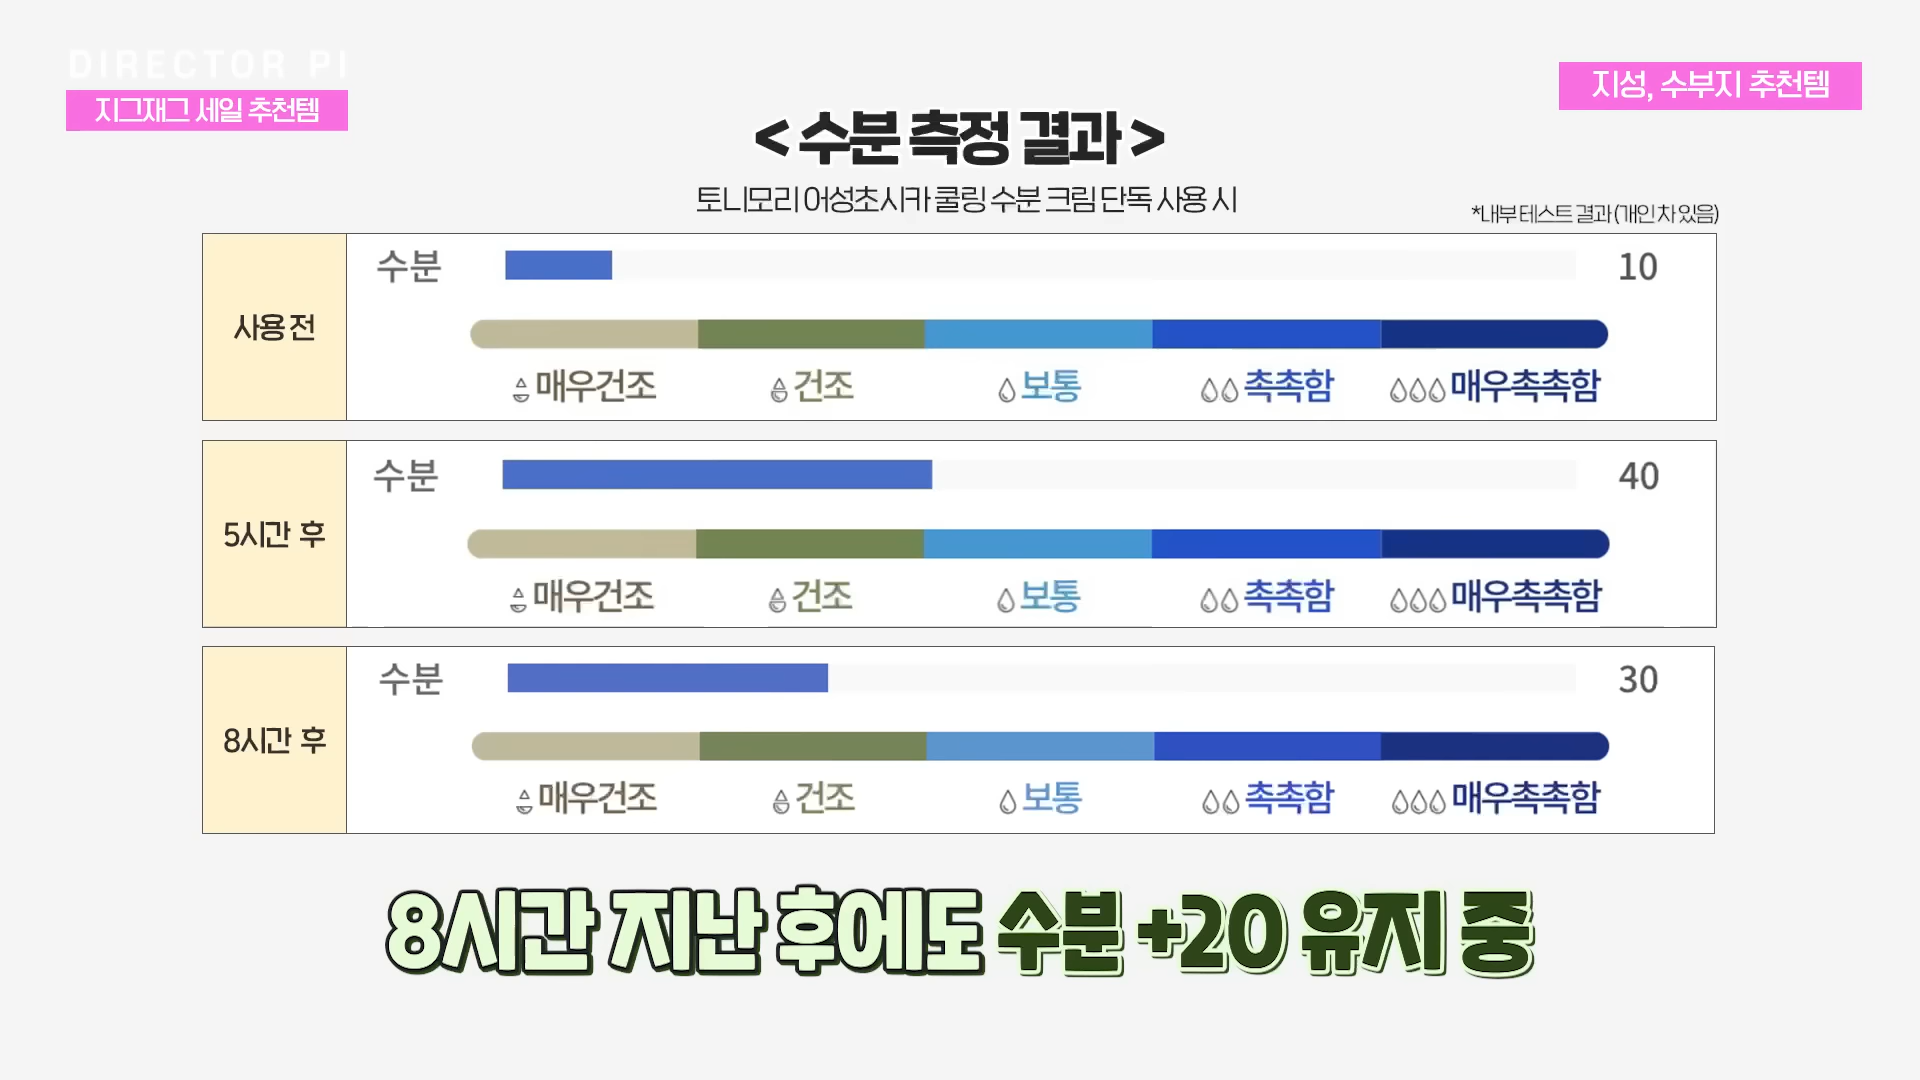 DIRECTOR PI
지그재그 세일 추천템
지성, 수부지 추천템
< 수분 측정 결과 >
토니모리 어성초 시카 쿨링 수분 크림 단독 사용 시
*내부 테스트 결과 (개인 차 있음)
사용 전
수분 10
매우건조 건조 보통 촉촉함 매우촉촉함
5시간 후
수분 40
매우건조 건조 보통 촉촉함 매우촉촉함
8시간 후
수분 30
매우건조 건조 보통 촉촉함 매우촉촉함
8시간 지난 후에도 수분 +20 유지 중